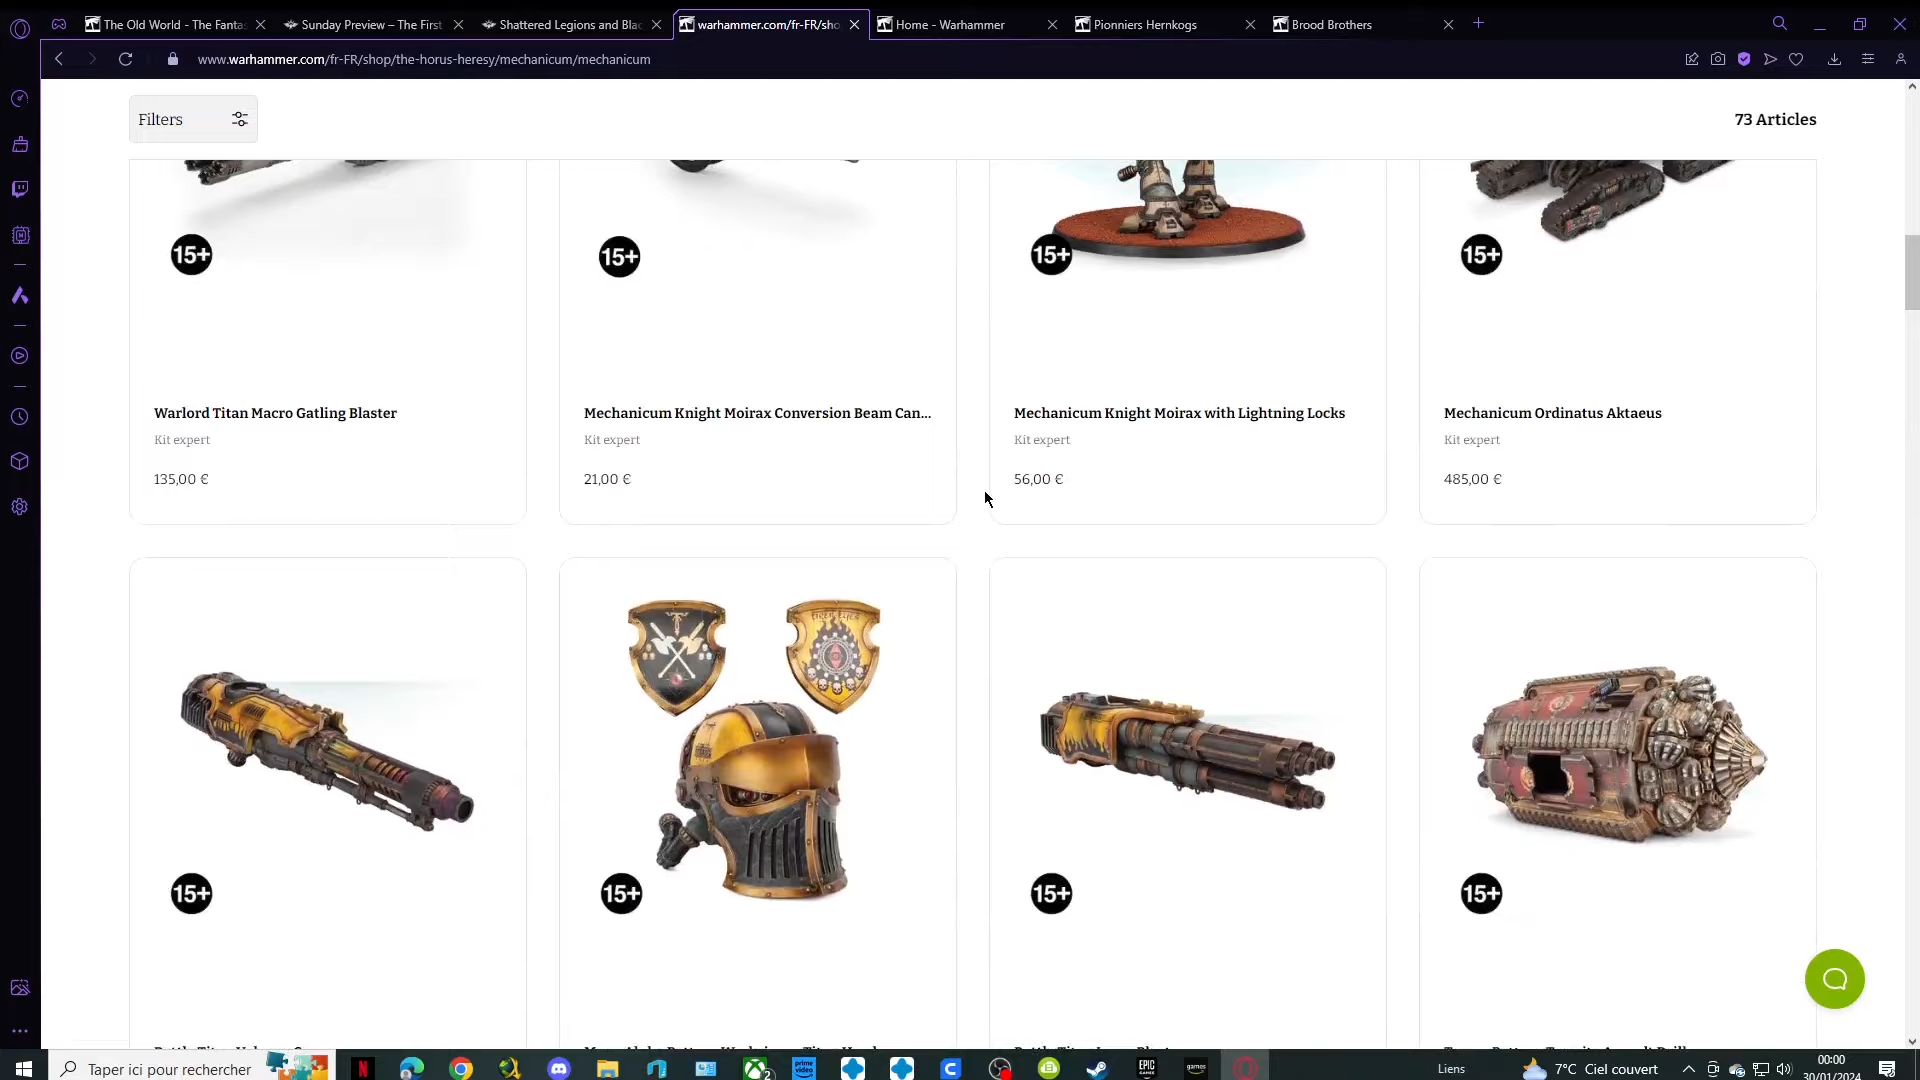 The Old World - The Fantas
Sunday Preview – The First
Shattered Legions and Blac
warhammer.com/fr-FR/sho
Home - Warhammer
Pionniers Hernkogs
Brood Brothers
www.warhammer.com/fr-FR/shop/the-horus-heresy/mechanicum/mechanicum
Filters
73 Articles
15+
15+
15+
15+
Warlord Titan Macro Gatling Blaster
Mechanicum Knight Moirax Conversion Beam Can...
Mechanicum Knight Moirax with Lightning Locks
Mechanicum Ordinatus Aktaeus
Kit expert
Kit expert
Kit expert
Kit expert
135,00 €
21,00 €
56,00 €
485,00 €
15+
15+
15+
15+
Taper ici pour rechercher
Liens
7°C Ciel couvert
00:00
30/01/2024